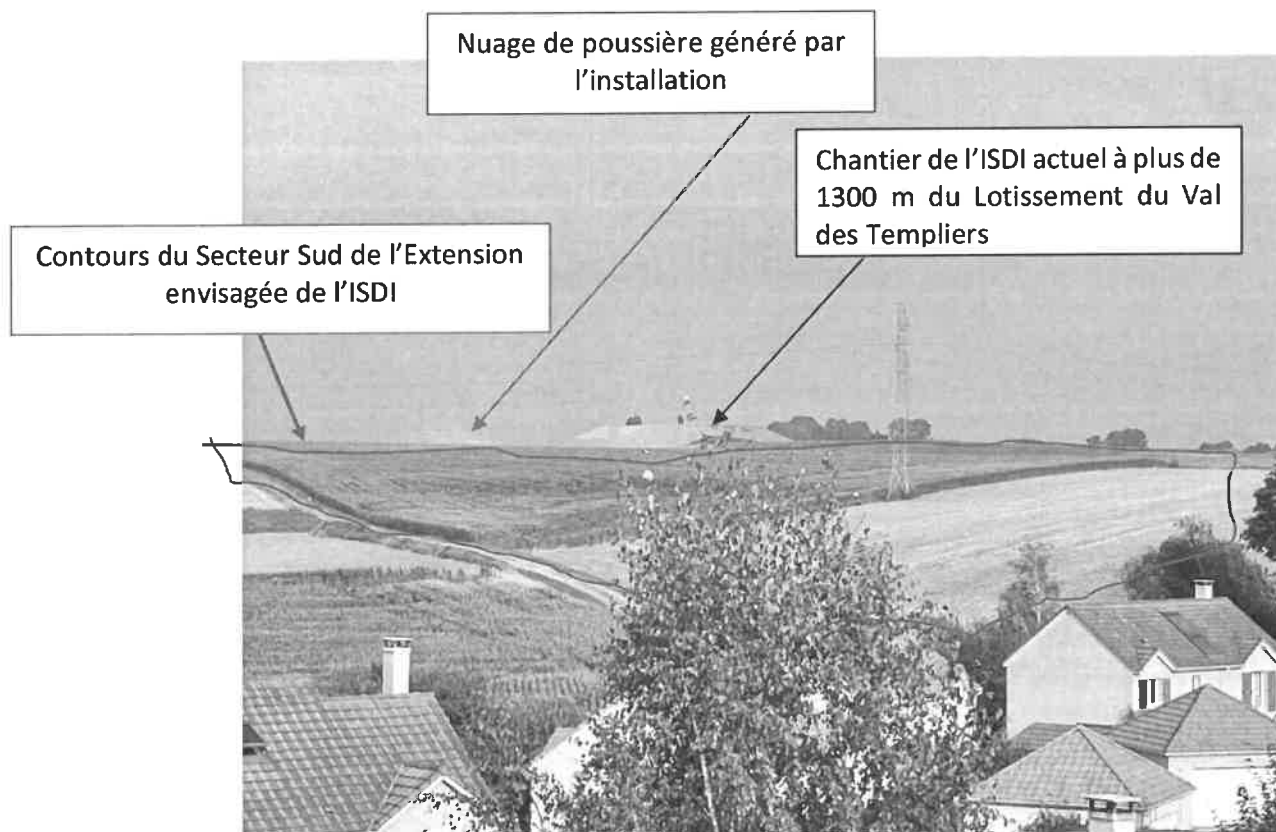 Nuage de poussière généré par
l'installation
Chantier de l'ISDI actuel à plus de
1300 m du Lotissement du Val
des Templiers
Contours du Secteur Sud de l'Extension
envisagée de l'ISDI